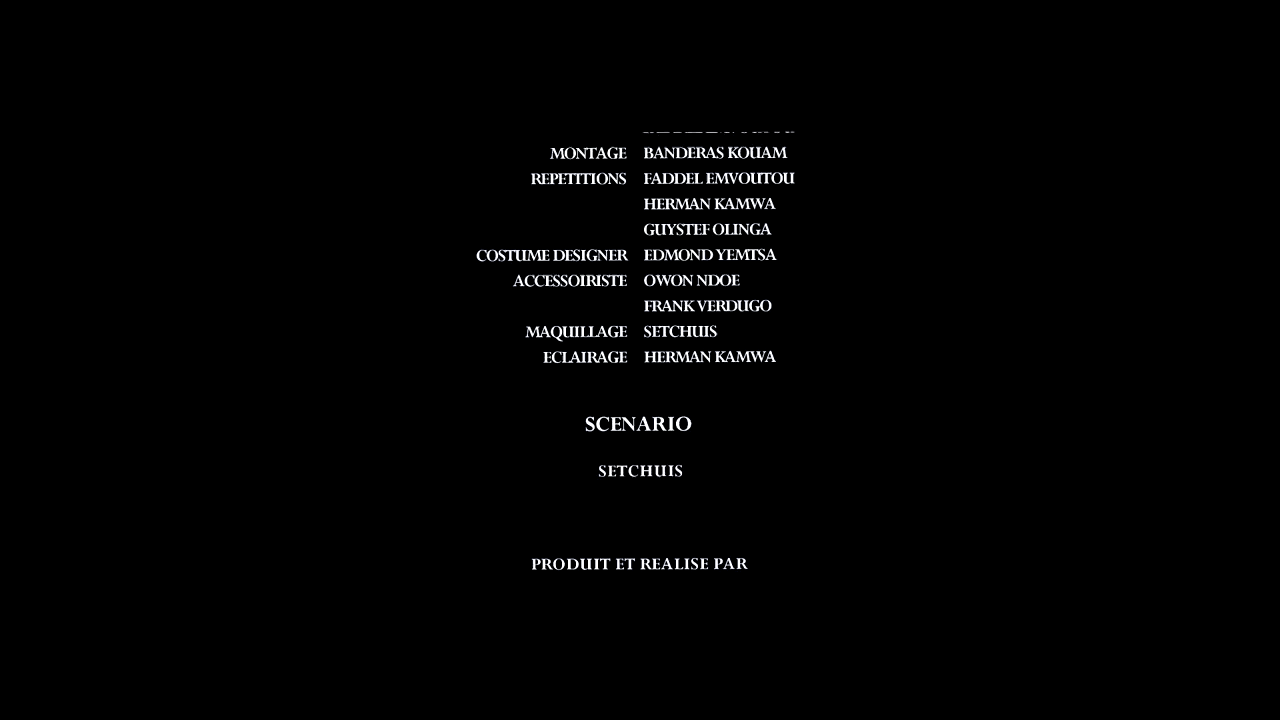 MONTAGE BANDERAS KOUAM
REPETITIONS FADDEL EMVOUTOU
HERMAN KAMWA
GUYSTEF OLINGA
COSTUME DESIGNER EDMOND YEMTSA
ACCESSOIRISTE OWON NDOE
FRANK VERDUGO
MAQUILLAGE SETCHUIS
ECLAIRAGE HERMAN KAMWA
SCENARIO
SETCHUIS
PRODUIT ET REALISE PAR